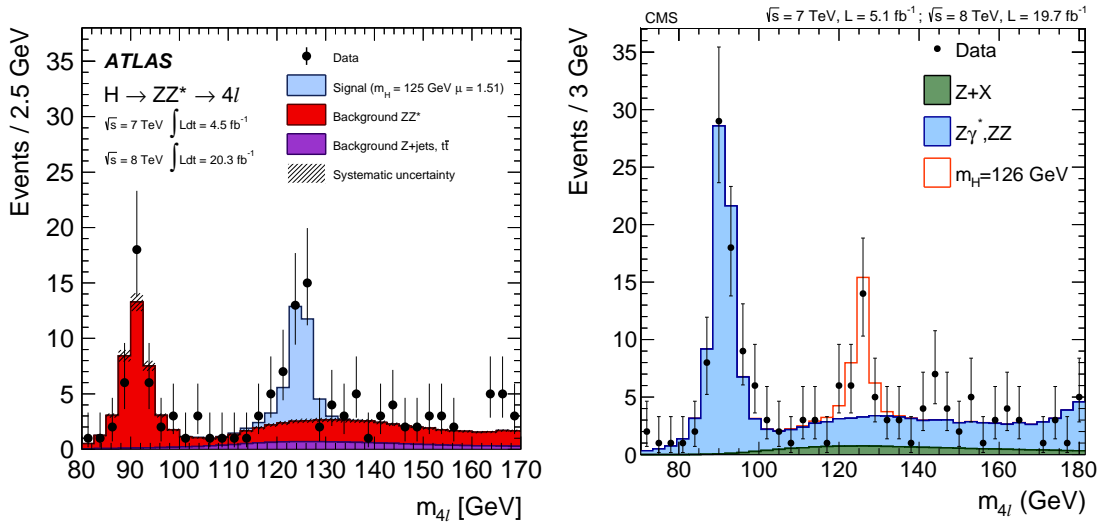 ATLAS
H → ZZ* → 4l
√s = 7 TeV ∫Ldt = 4.5 fb⁻¹
√s = 8 TeV ∫Ldt = 20.3 fb⁻¹
Data
Signal (m_H = 125 GeV μ = 1.51)
Background ZZ*
Background Z+jets, tt̄
Systematic uncertainty
Events / 2.5 GeV
35
30
25
20
15
10
5
0
80 90 100 110 120 130 140 150 160 170
m_4l [GeV]
CMS √s = 7 TeV, L = 5.1 fb⁻¹ ; √s = 8 TeV, L = 19.7 fb⁻¹
Data
Z+X
Zγ*,ZZ
m_H=126 GeV
Events / 3 GeV
35
30
25
20
15
10
5
0
80 100 120 140 160 180
m_4l (GeV)